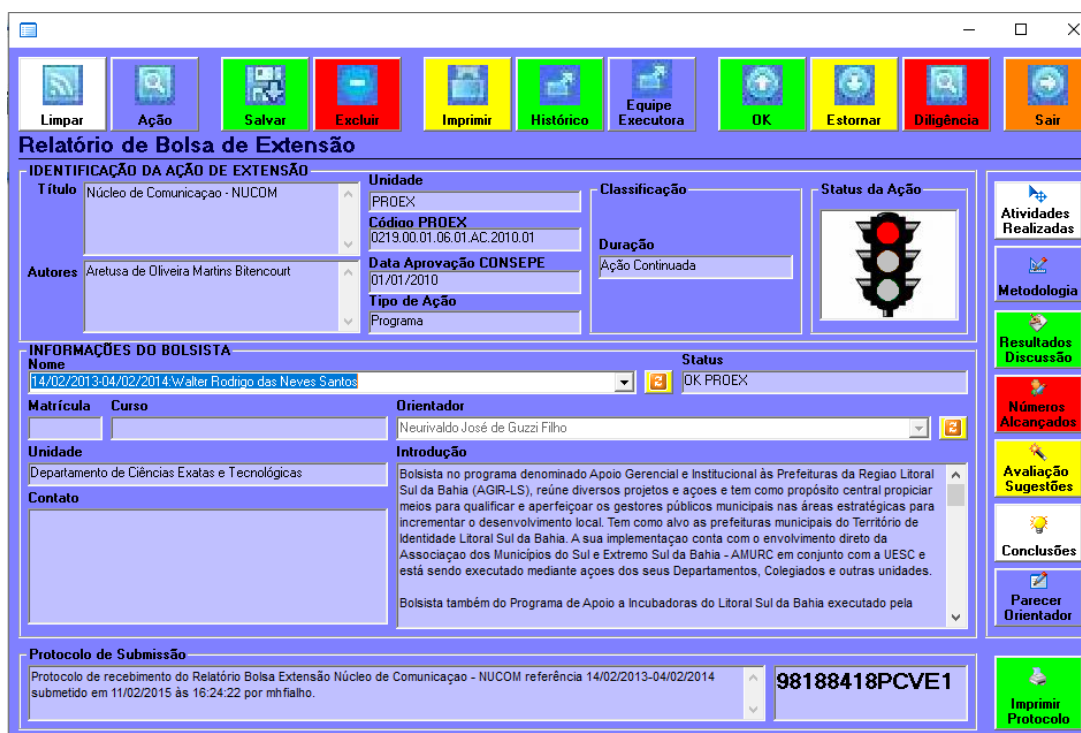 Limpar
Ação
Salvar
Excluir
Imprimir
Histórico
Equipe
Executora
OK
Estornar
Diligência
Sair
Relatório de Bolsa de Extensão
IDENTIFICAÇÃO DA AÇÃO DE EXTENSÃO
Título
Núcleo de Comunicaçao - NUCOM
Autores
Aretusa de Oliveira Martins Bitencourt
Unidade
PROEX
Código PROEX
0219.00.01.06.01.AC.2010.01
Data Aprovação CONSEPE
01/01/2010
Tipo de Ação
Programa
Classificação
Duração
Ação Continuada
Status da Ação
INFORMAÇÕES DO BOLSISTA
Nome
14/02/2013-04/02/2014:Walter Rodrigo das Neves Santos
Status
OK PROEX
Matrícula
Curso
Orientador
Neurivaldo José de Guzzi Filho
Unidade
Departamento de Ciências Exatas e Tecnológicas
Contato
Introdução
Bolsista no programa denominado Apoio Gerencial e Institucional às Prefeituras da Regiao Litoral
Sul da Bahia (AGIR-LS), reúne diversos projetos e açoes e tem como propósito central propiciar
meios para qualificar e aperfeiçoar os gestores públicos municipais nas áreas estratégicas para
incrementar o desenvolvimento local. Tem como alvo as prefeituras municipais do Território de
Identidade Litoral Sul da Bahia. A sua implementaçao conta com o envolvimento direto da
Associaçao dos Municípios do Sul e Extremo Sul da Bahia - AMURC em conjunto com a UESC e
está sendo executado mediante açoes dos seus Departamentos, Colegiados e outras unidades.
Bolsista também do Programa de Apoio a Incubadoras do Litoral Sul da Bahia executado pela
Atividades
Realizadas
Metodologia
Resultados
Discussão
Números
Alcançados
Avaliação
Sugestões
Conclusões
Parecer
Orientador
Protocolo de Submissão
Protocolo de recebimento do Relatório Bolsa Extensão Núcleo de Comunicaçao - NUCOM referência 14/02/2013-04/02/2014
submetido em 11/02/2015 às 16:24:22 por mhfialho.
98188418PCVE1
Imprimir
Protocolo